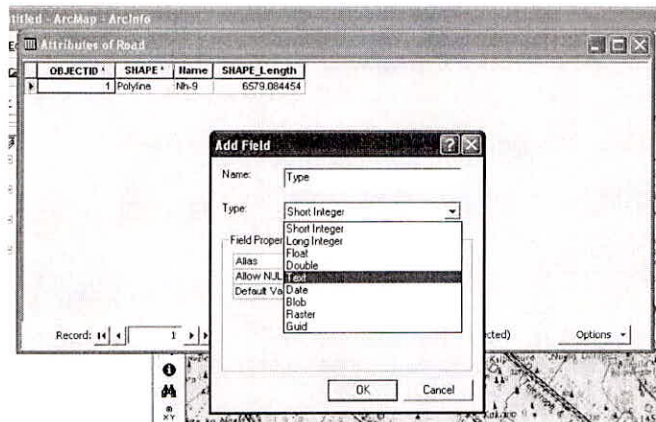 titled - ArcMap - ArcInfo
Attributes of Road
OBJECTID * SHAPE * Name SHAPE_Length
1 Polyline Nh-9 6579.084454
Add Field
Name: Type
Type: Short Integer
Short Integer
Long Integer
Float
Double
Text
Date
Blob
Raster
Guid
Field Proper
Alias
Allow NUL
Default Va
Record: 1 ected) Options
OK Cancel
XY